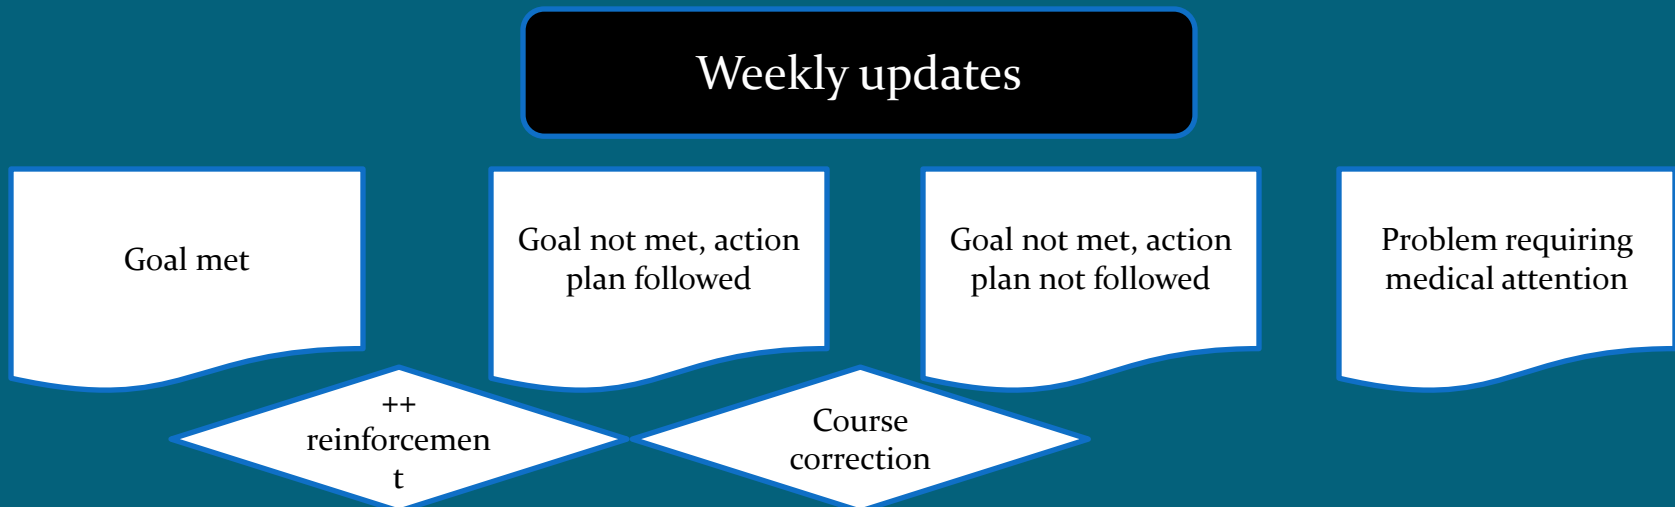 Weekly updates
Goal met
Goal not met, action
plan followed
Goal not met, action
plan not followed
Problem requiring
medical attention
++
reinforcemen
t
Course
correction